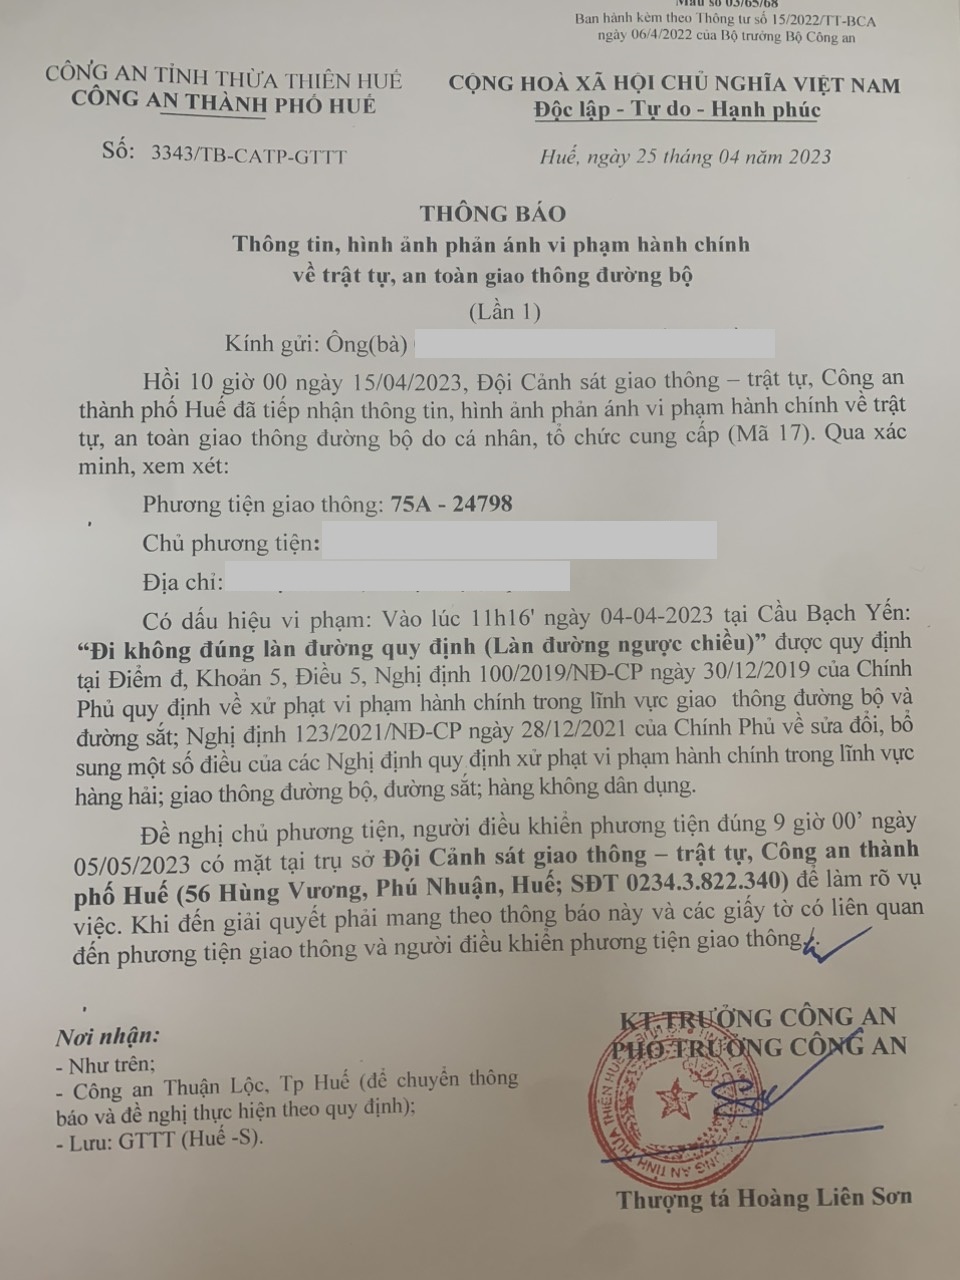 Mẫu số 03/65/68
Ban hành kèm theo Thông tư số 15/2022/TT-BCA
ngày 06/4/2022 của Bộ trưởng Bộ Công an
CÔNG AN TỈNH THỪA THIÊN HUẾ
CÔNG AN THÀNH PHỐ HUẾ
CỘNG HOÀ XÃ HỘI CHỦ NGHĨA VIỆT NAM
Độc lập - Tự do - Hạnh phúc
Số: 3343/TB-CATP-GTTT
Huế, ngày 25 tháng 04 năm 2023
THÔNG BÁO
Thông tin, hình ảnh phản ánh vi phạm hành chính
về trật tự, an toàn giao thông đường bộ
(Lần 1)
Kính gửi: Ông(bà)
Hồi 10 giờ 00 ngày 15/04/2023, Đội Cảnh sát giao thông – trật tự, Công an
thành phố Huế đã tiếp nhận thông tin, hình ảnh phản ánh vi phạm hành chính về trật
tự, an toàn giao thông đường bộ do cá nhân, tổ chức cung cấp (Mã 17). Qua xác
minh, xem xét:
Phương tiện giao thông: 75A - 24798
Chủ phương tiện:
Địa chỉ:
Có dấu hiệu vi phạm: Vào lúc 11h16' ngày 04-04-2023 tại Cầu Bạch Yến:
“Đi không đúng làn đường quy định (Làn đường ngược chiều)” được quy định
tại Điểm đ, Khoản 5, Điều 5, Nghị định 100/2019/NĐ-CP ngày 30/12/2019 của Chính
Phủ quy định về xử phạt vi phạm hành chính trong lĩnh vực giao thông đường bộ và
đường sắt; Nghị định 123/2021/NĐ-CP ngày 28/12/2021 của Chính Phủ về sửa đổi, bổ
sung một số điều của các Nghị định quy định xử phạt vi phạm hành chính trong lĩnh vực
hàng hải; giao thông đường bộ, đường sắt; hàng không dân dụng.
Đề nghị chủ phương tiện, người điều khiển phương tiện đúng 9 giờ 00’ ngày
05/05/2023 có mặt tại trụ sở Đội Cảnh sát giao thông – trật tự, Công an thành
phố Huế (56 Hùng Vương, Phú Nhuận, Huế; SĐT 0234.3.822.340) để làm rõ vụ
việc. Khi đến giải quyết phải mang theo thông báo này và các giấy tờ có liên quan
đến phương tiện giao thông và người điều khiển phương tiện giao thông./.
Nơi nhận:
- Như trên;
- Công an Thuận Lộc, Tp Huế (để chuyển thông
báo và đề nghị thực hiện theo quy định);
- Lưu: GTTT (Huế -S).
KT.TRƯỞNG CÔNG AN
PHÓ TRƯỞNG CÔNG AN
CÔNG AN TỈNH THỪA THIÊN HUẾ
Thượng tá Hoàng Liên Sơn